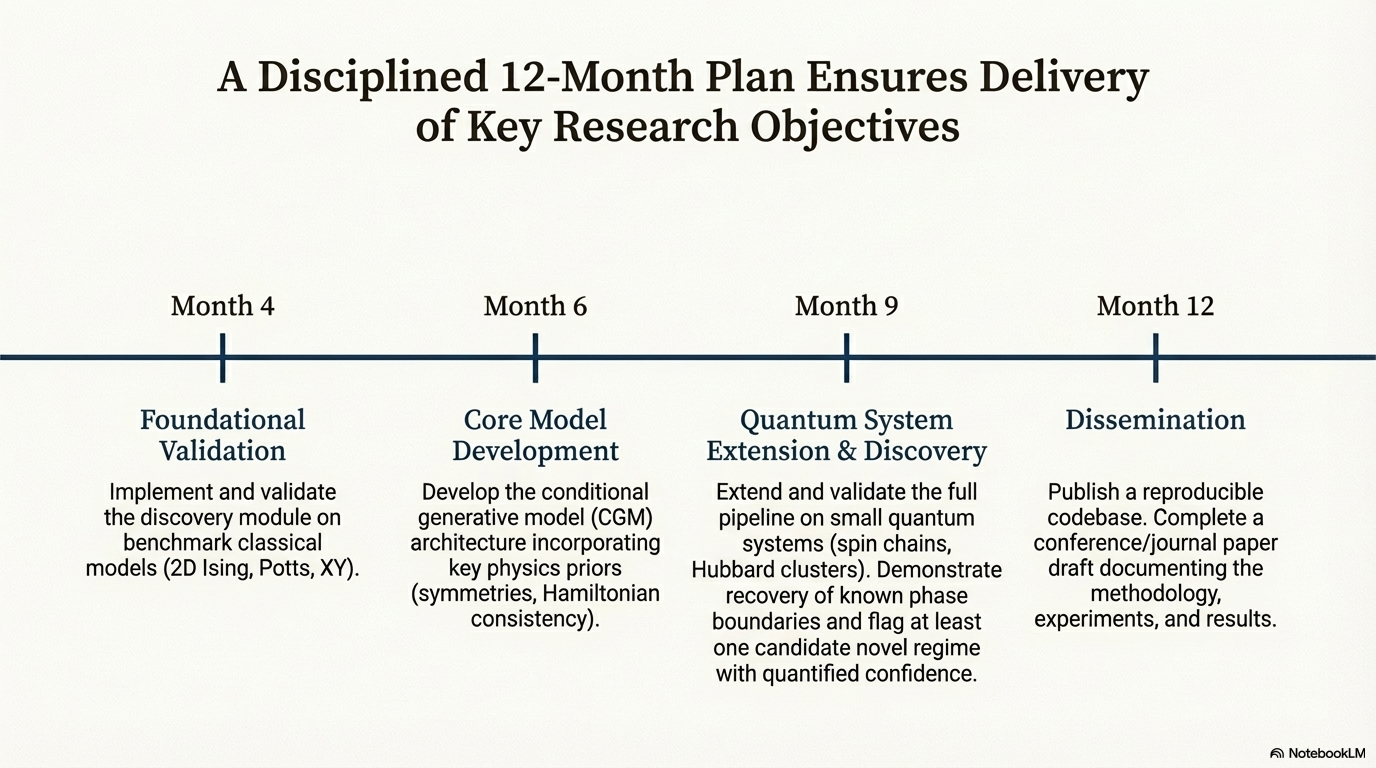 A Disciplined 12-Month Plan Ensures Delivery
of Key Research Objectives
Month 4
Foundational
Validation
Implement and validate
the discovery module on
benchmark classical
models (2D Ising, Potts, XY).
Month 6
Core Model
Development
Develop the conditional
generative model (CGM)
architecture incorporating
key physics priors
(symmetries, Hamiltonian
consistency).
Month 9
Quantum System
Extension & Discovery
Extend and validate the full
pipeline on small quantum
systems (spin chains,
Hubbard clusters). Demonstrate
recovery of known phase
boundaries and flag at least
one candidate novel regime
with quantified confidence.
Month 12
Dissemination
Publish a reproducible
codebase. Complete a
conference/journal paper
draft documenting the
methodology,
experiments, and results.
NotebookLM